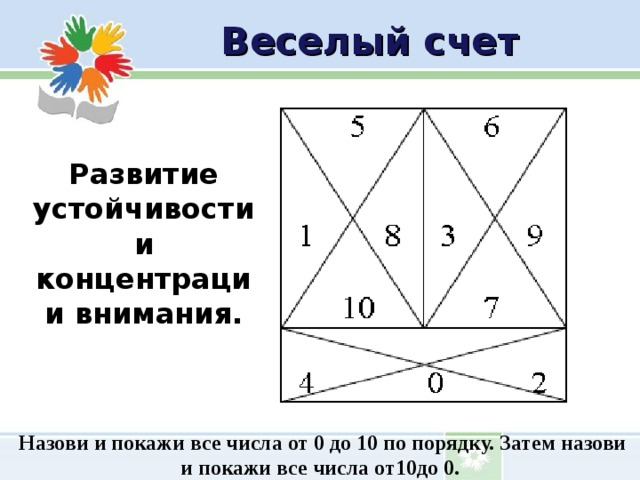 Веселый счет
Развитие
устойчивости
и
концентраци
и внимания.
5 6
1 8 3 9
10 7
4 0 2
Назови и покажи все числа от 0 до 10 по порядку. Затем назови
и покажи все числа от10до 0.